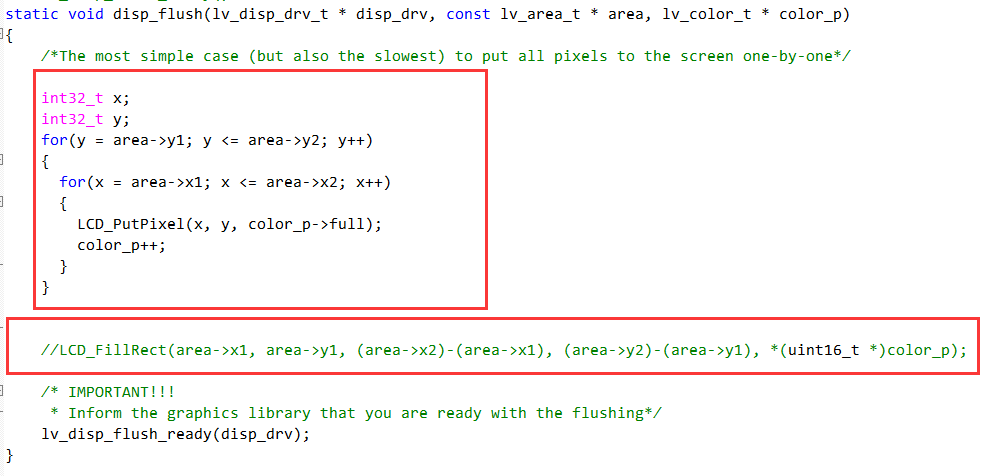 static void disp_flush(lv_disp_drv_t * disp_drv, const lv_area_t * area, lv_color_t * color_p)
{
    /*The most simple case (but also the slowest) to put all pixels to the screen one-by-one*/
    int32_t x;
    int32_t y;
    for(y = area->y1; y <= area->y2; y++)
    {
      for(x = area->x1; x <= area->x2; x++)
      {
        LCD_PutPixel(x, y, color_p->full);
        color_p++;
      }
    }
    //LCD_FillRect(area->x1, area->y1, (area->x2)-(area->x1), (area->y2)-(area->y1), *(uint16_t *)color_p);
    /* IMPORTANT!!!
     * Inform the graphics library that you are ready with the flushing*/
    lv_disp_flush_ready(disp_drv);
}